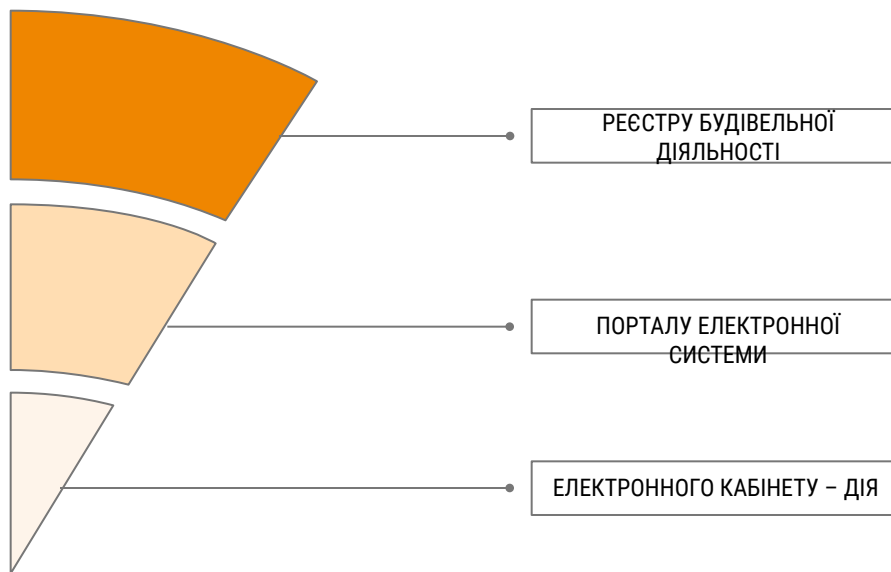 РЕЄСТРУ БУДІВЕЛЬНОЇ
ДІЯЛЬНОСТІ
ПОРТАЛУ ЕЛЕКТРОННОЇ
СИСТЕМИ
ЕЛЕКТРОННОГО КАБІНЕТУ – ДІЯ